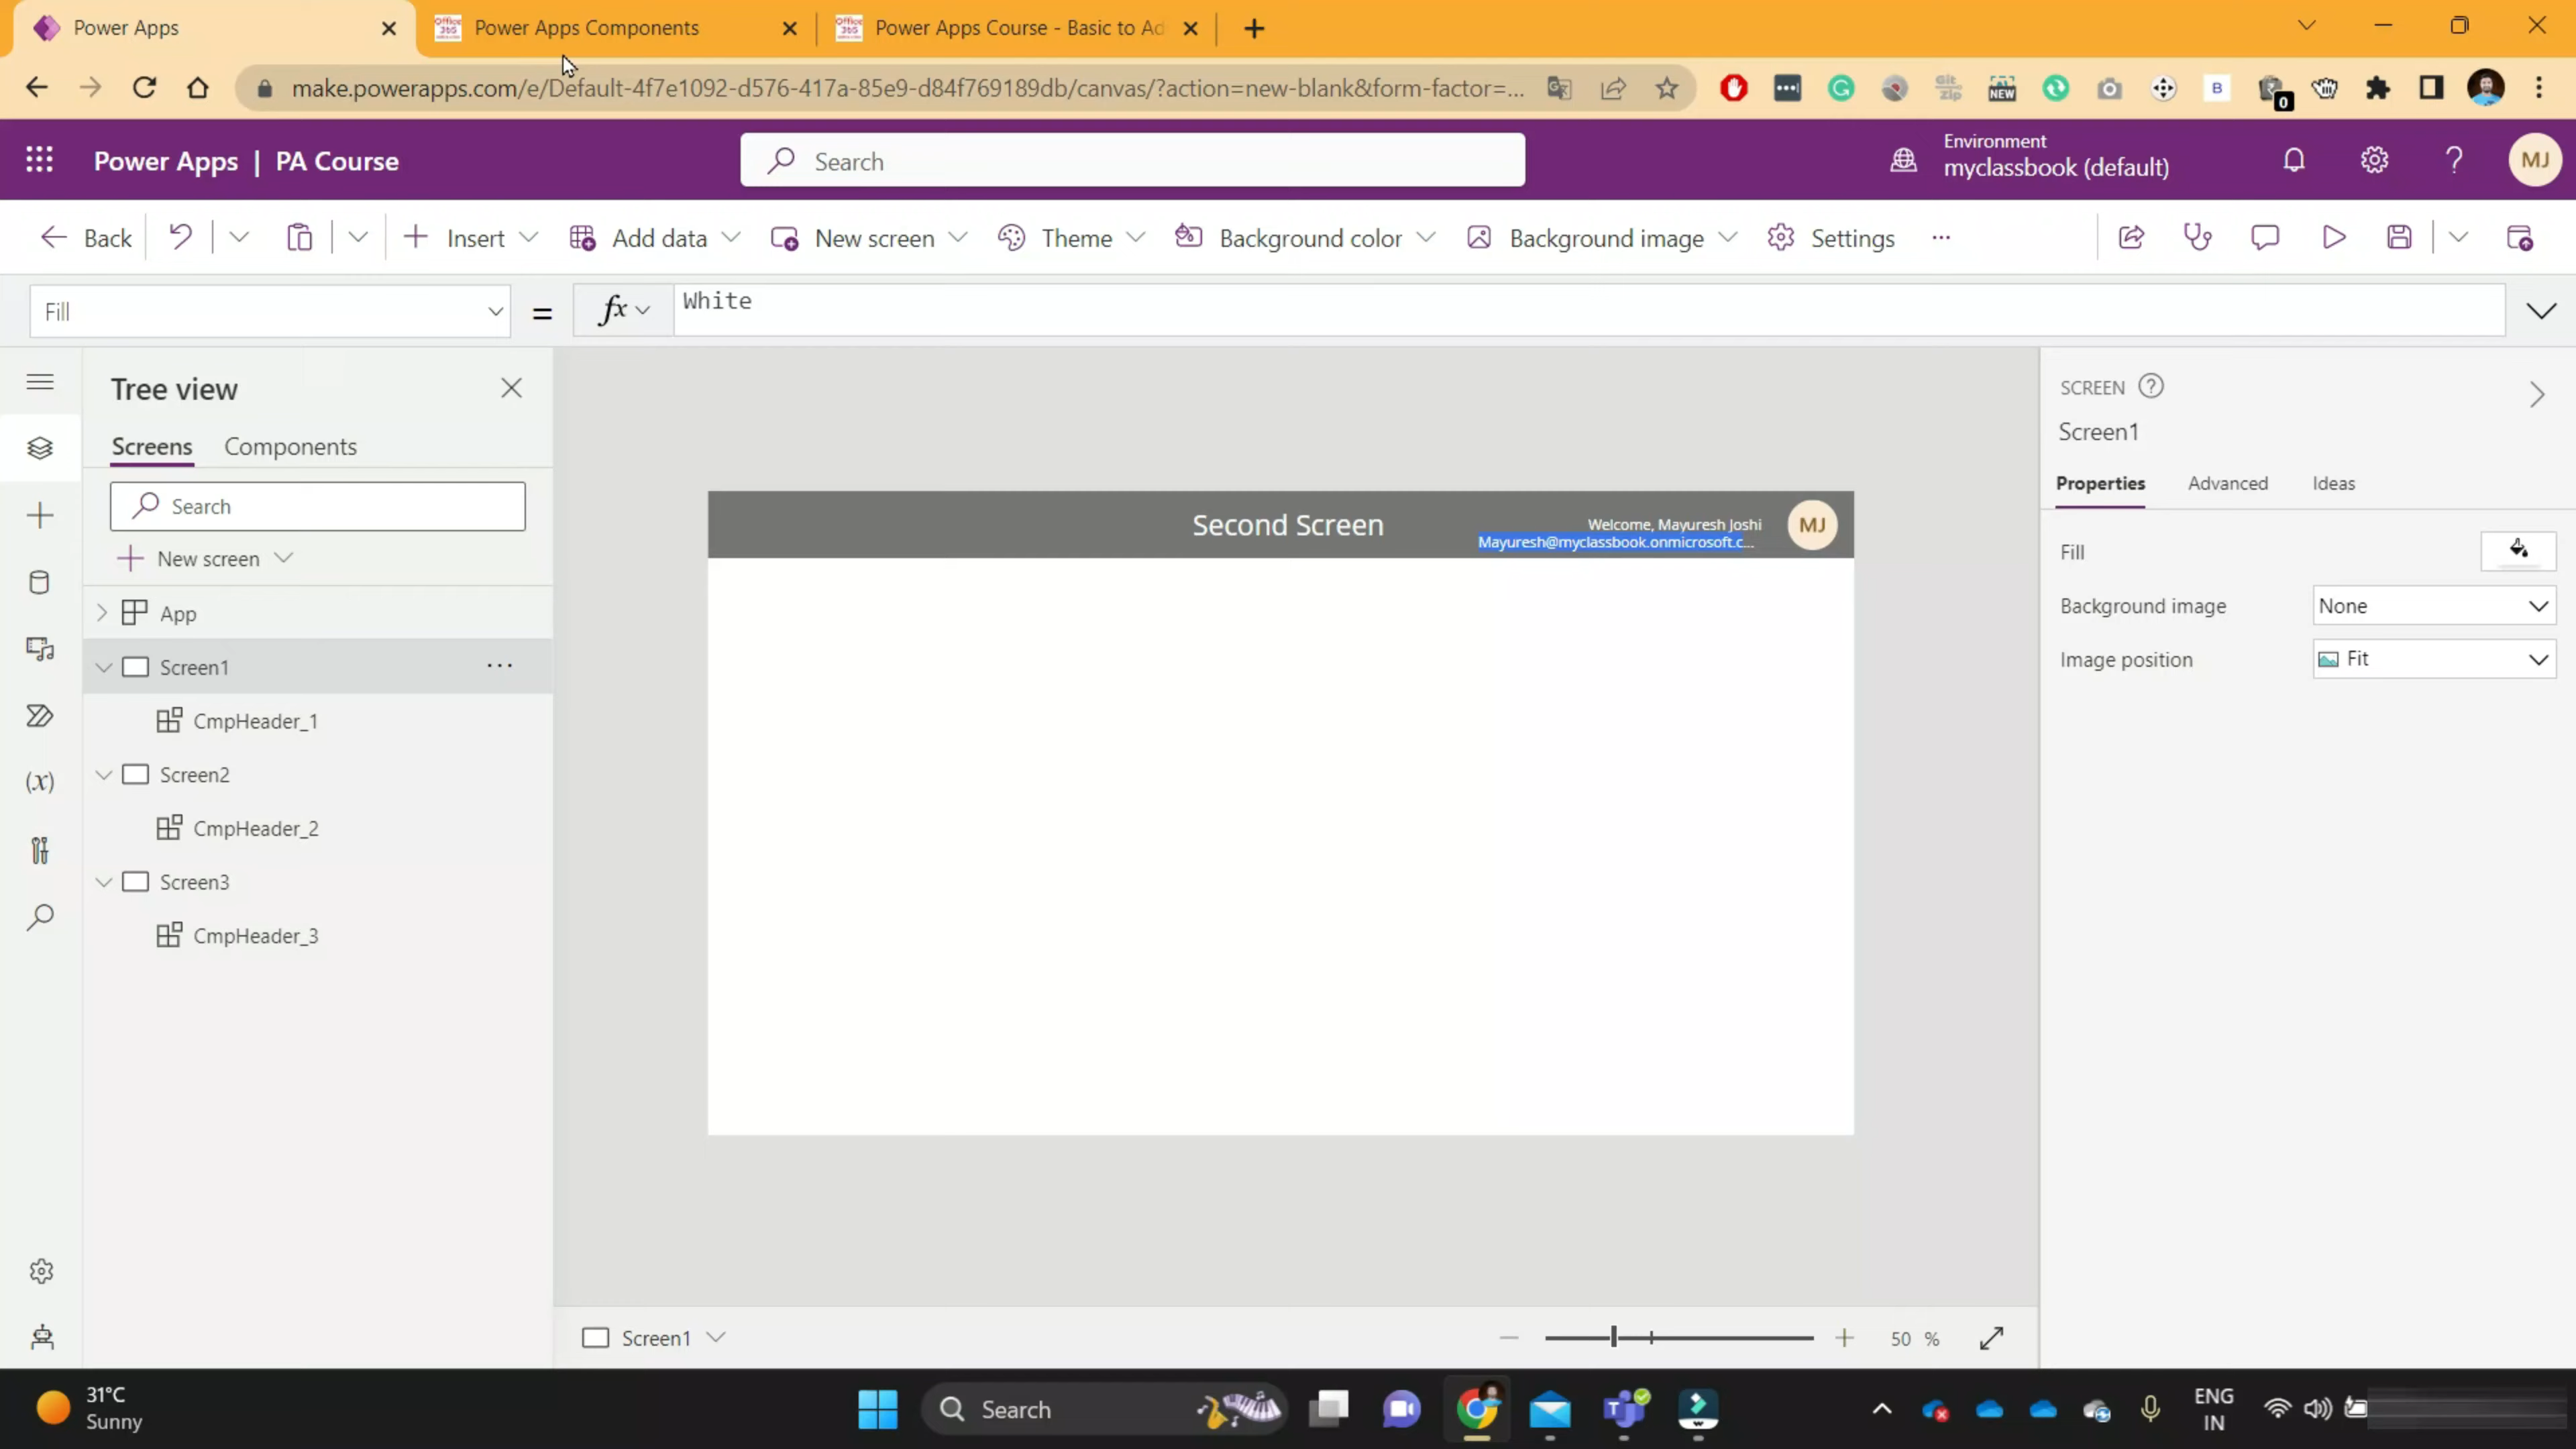 Power Apps
Power Apps Components
Power Apps Course - Basic to Ad
make.powerapps.com/e/Default-4f7e1092-d576-417a-85e9-d84f769189db/canvas/?action=new-blank&form-factor=...
NEW
B
0
Power Apps | PA Course
Search
Environment
myclassbook (default)
?
MJ
Back
Insert
Add data
New screen
Theme
Background color
Background image
Settings
...
Fill
=
fx
White
Tree view
Screens
Components
Search
New screen
App
Screen1
...
CmpHeader_1
Screen2
CmpHeader_2
Screen3
CmpHeader_3
(x)
Second Screen
Welcome, Mayuresh Joshi
Mayuresh@myclassbook.onmicrosoft.c...
MJ
SCREEN
Screen1
Properties
Advanced
Ideas
Fill
Background image
None
Image position
Fit
Screen1
50 %
31°C
Sunny
Search
ENG
IN